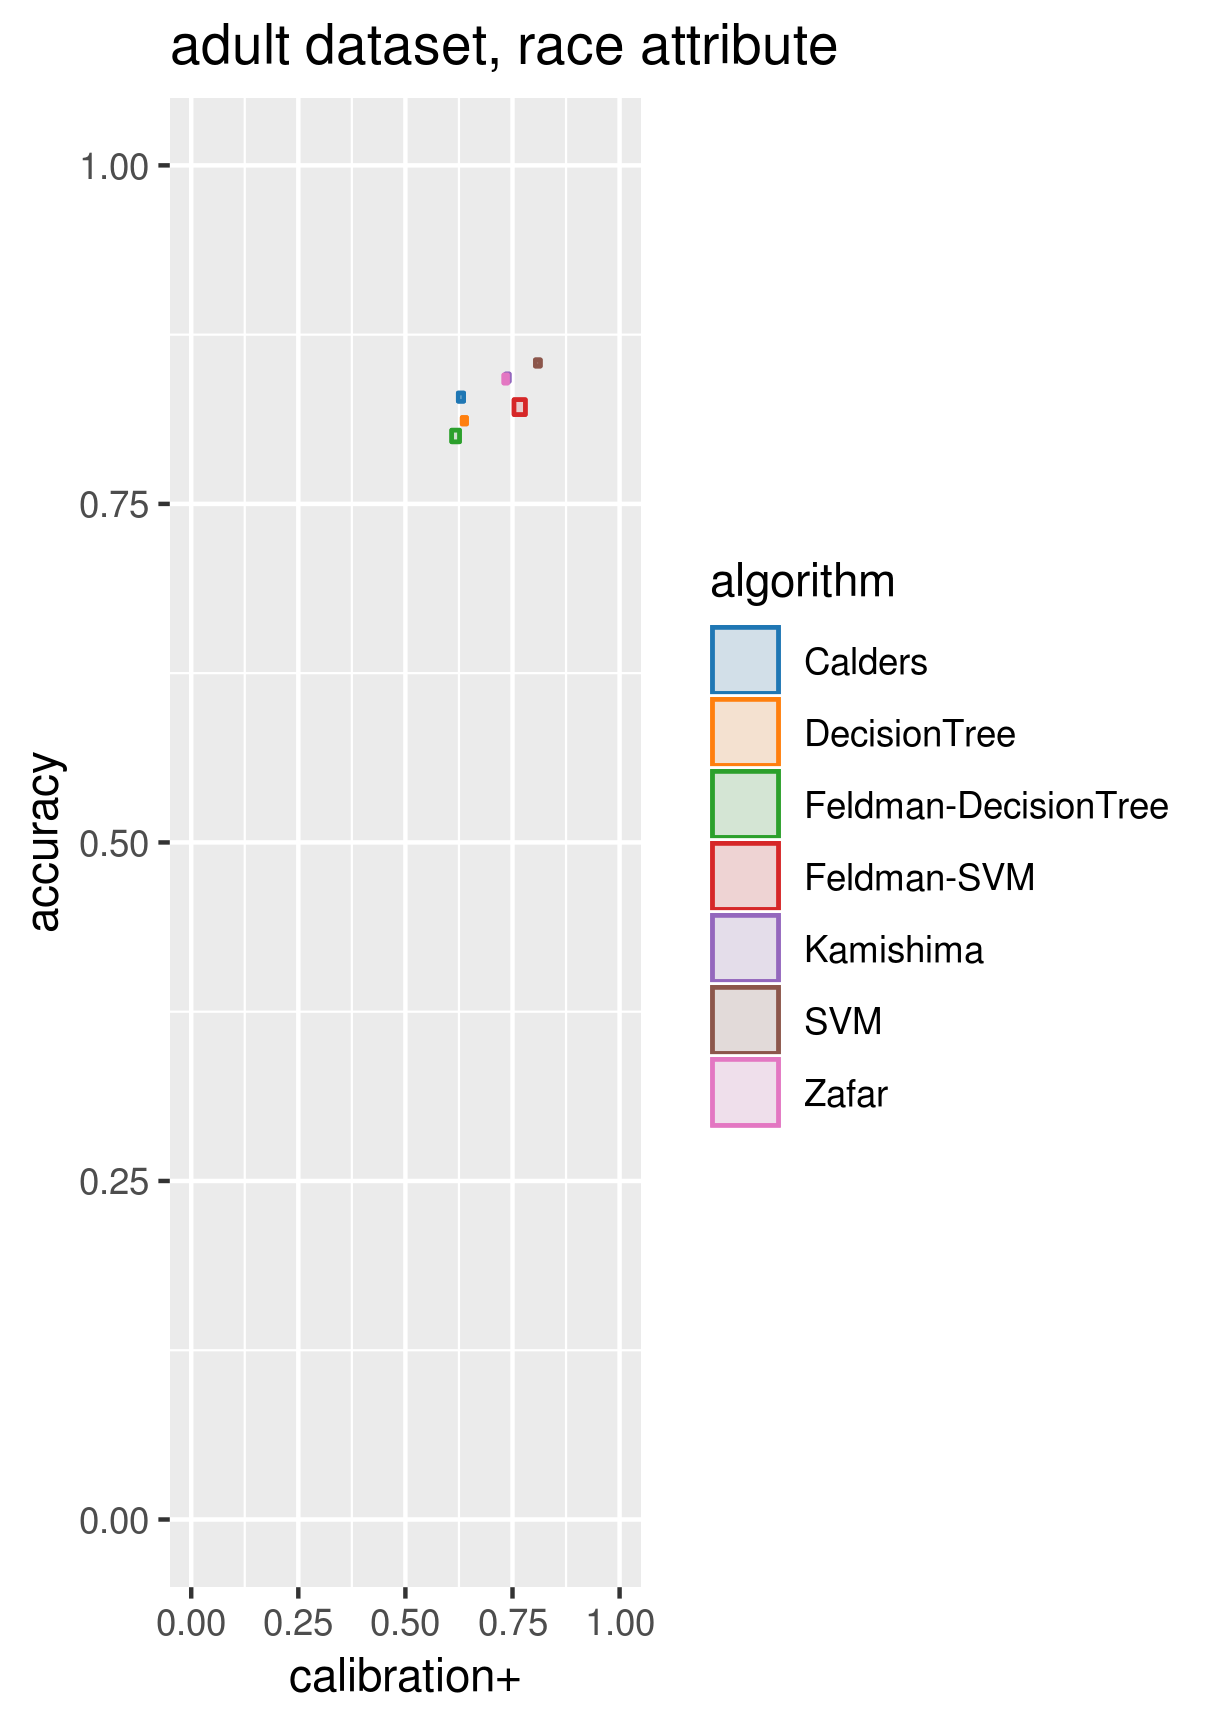 adult dataset, race attribute
1.00
0.75
0.50
0.25
0.00
accuracy
0.00 0.25 0.50 0.75 1.00
calibration+
algorithm
Calders
DecisionTree
Feldman-DecisionTree
Feldman-SVM
Kamishima
SVM
Zafar